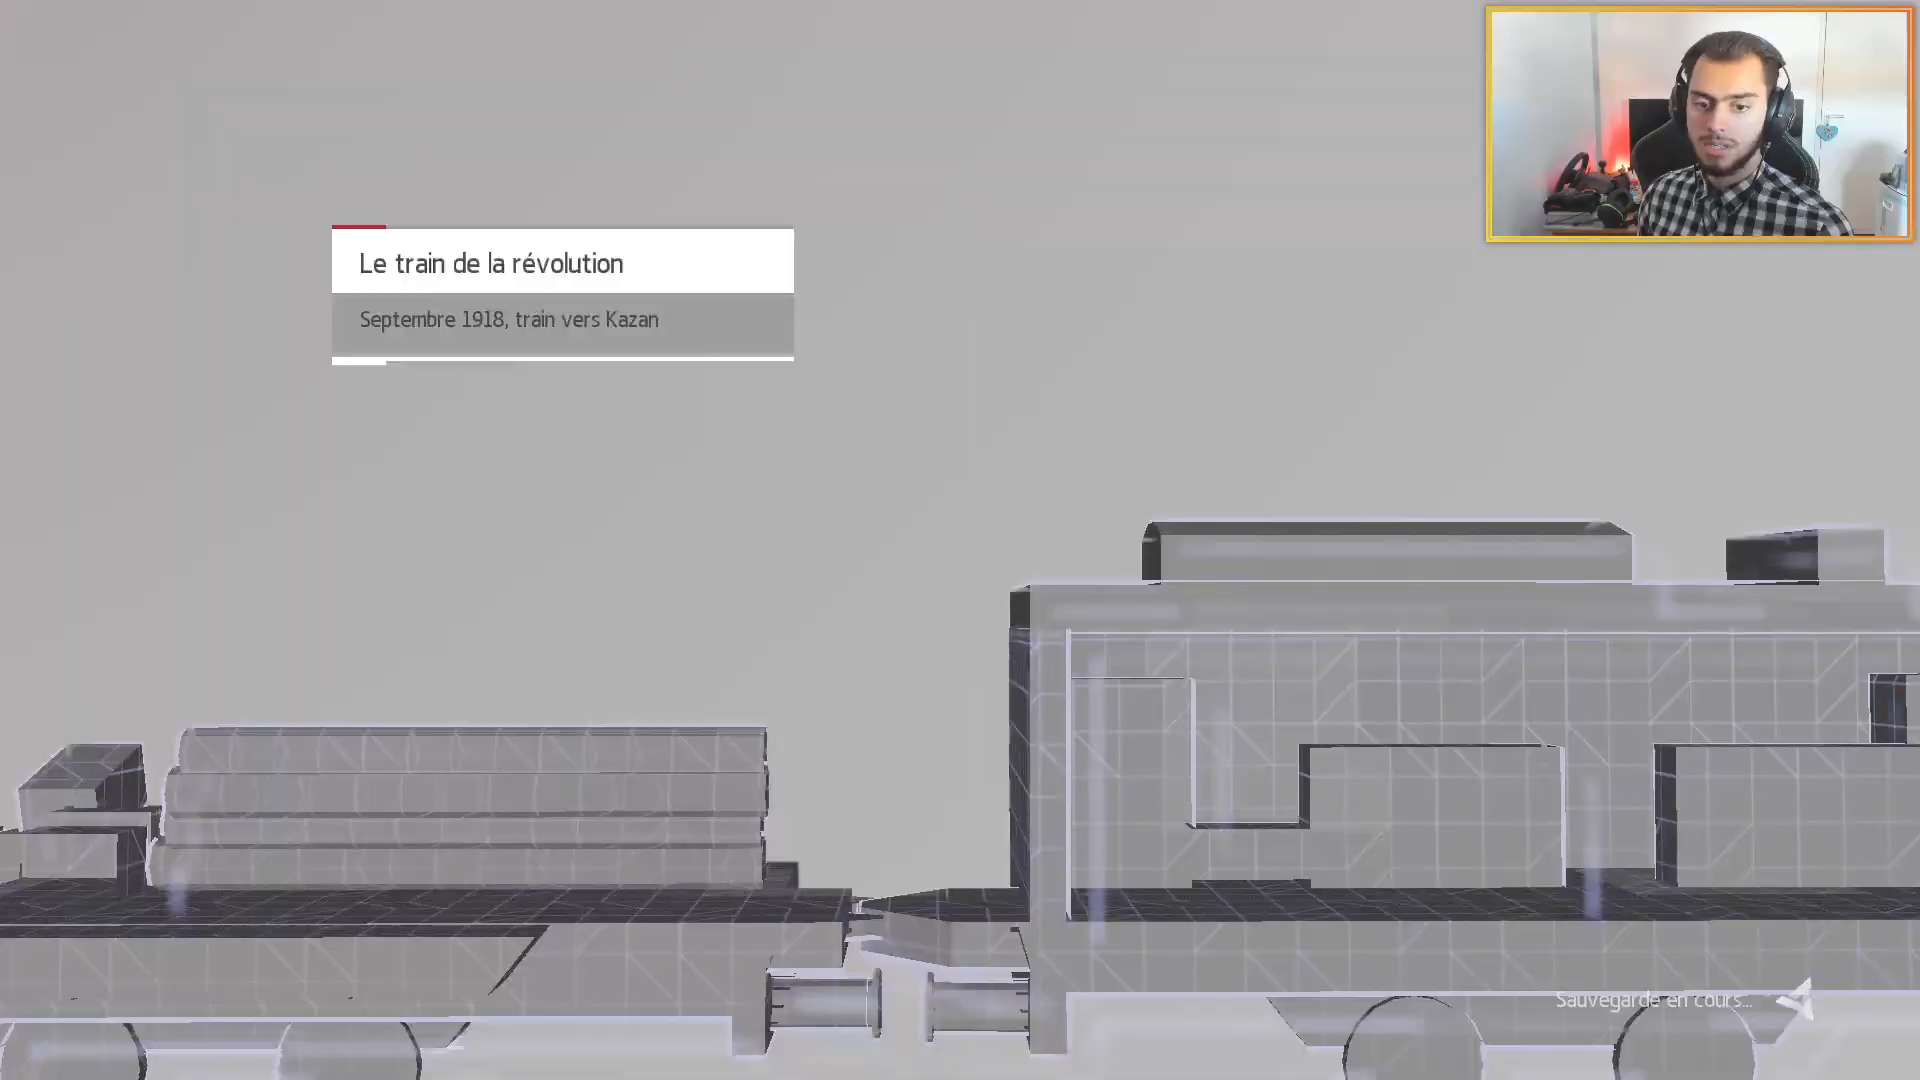 Le train de la révolution
Septembre 1918, train vers Kazan
Sauvegarde en cours...